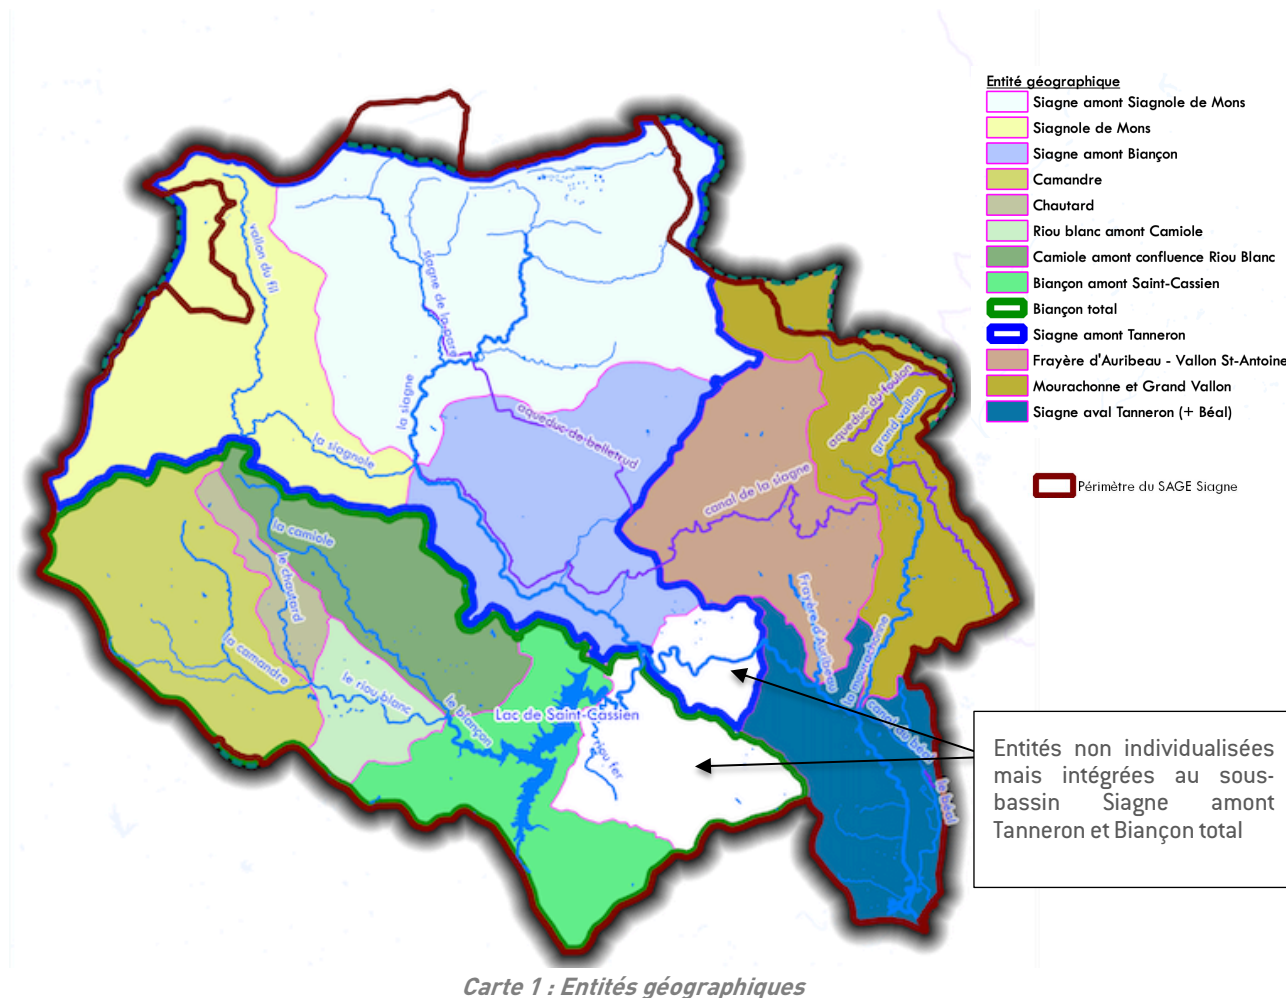 Entité géographique
Siagne amont Siagnole de Mons
Siagnole de Mons
Siagne amont Biançon
Camandre
Chautard
Riou blanc amont Camiole
Camiole amont confluence Riou Blanc
Biançon amont Saint-Cassien
Biançon total
Siagne amont Tanneron
Frayère d'Auribeau - Vallon St-Antoine
Mourachonne et Grand Vallon
Siagne aval Tanneron (+ Béal)
Périmètre du SAGE Siagne
vallon du fil
siagne de la pare
la siagne
la siagnole
aqueduc-de-belletrud
aqueduc du foulon
grand vallon
canal de la siagne
la camiole
le chautard
la camandre
le riou-blanc
le biançon
Lac de Saint-Cassien
riou fer
Frayère d'Auribeau
la mourachonne
canal du béal
le béal
Entités non individualisées
mais intégrées au sous-
bassin Siagne amont
Tanneron et Biançon total
Carte 1 : Entités géographiques